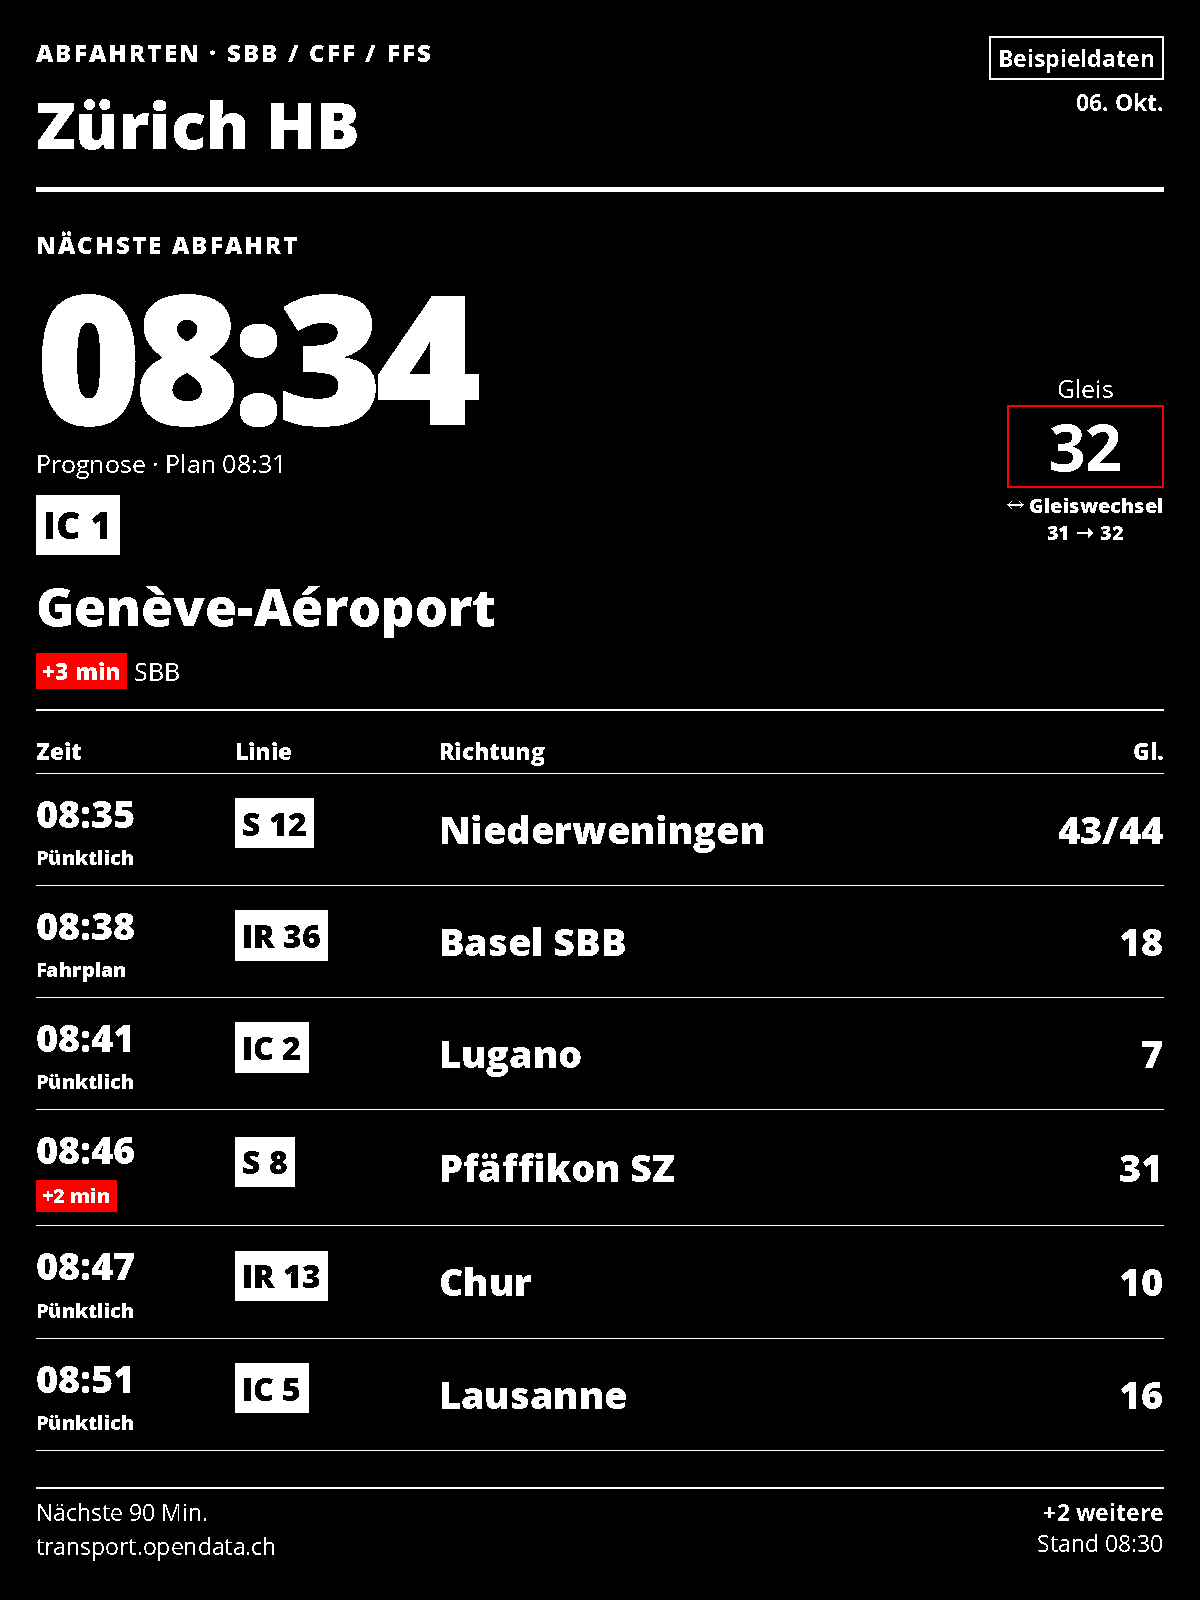 ABFAHRTEN · SBB / CFF / FFS
Beispieldaten
Zürich HB
06. Okt.
NÄCHSTE ABFAHRT
08:34
Prognose · Plan 08:31
Gleis
32
↔ Gleiswechsel
31 → 32
IC 1
Genève-Aéroport
+3 min SBB
Zeit Linie Richtung Gl.
08:35 S 12 Niederweningen 43/44
Pünktlich
08:38 IR 36 Basel SBB 18
Fahrplan
08:41 IC 2 Lugano 7
Pünktlich
08:46 S 8 Pfäffikon SZ 31
+2 min
08:47 IR 13 Chur 10
Pünktlich
08:51 IC 5 Lausanne 16
Pünktlich
Nächste 90 Min. +2 weitere
transport.opendata.ch Stand 08:30